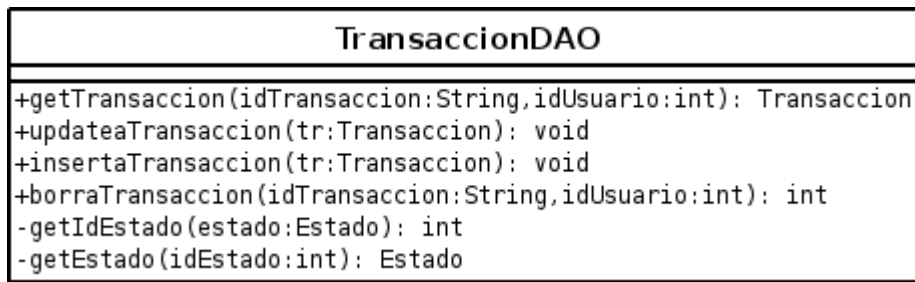 TransaccionDAO
+getTransaccion(idTransaccion:String,idUsuario:int): Transaccion
+updateaTransaccion(tr:Transaccion): void
+insertaTransaccion(tr:Transaccion): void
+borraTransaccion(idTransaccion:String,idUsuario:int): int
-getIdEstado(estado:Estado): int
-getEstado(idEstado:int): Estado